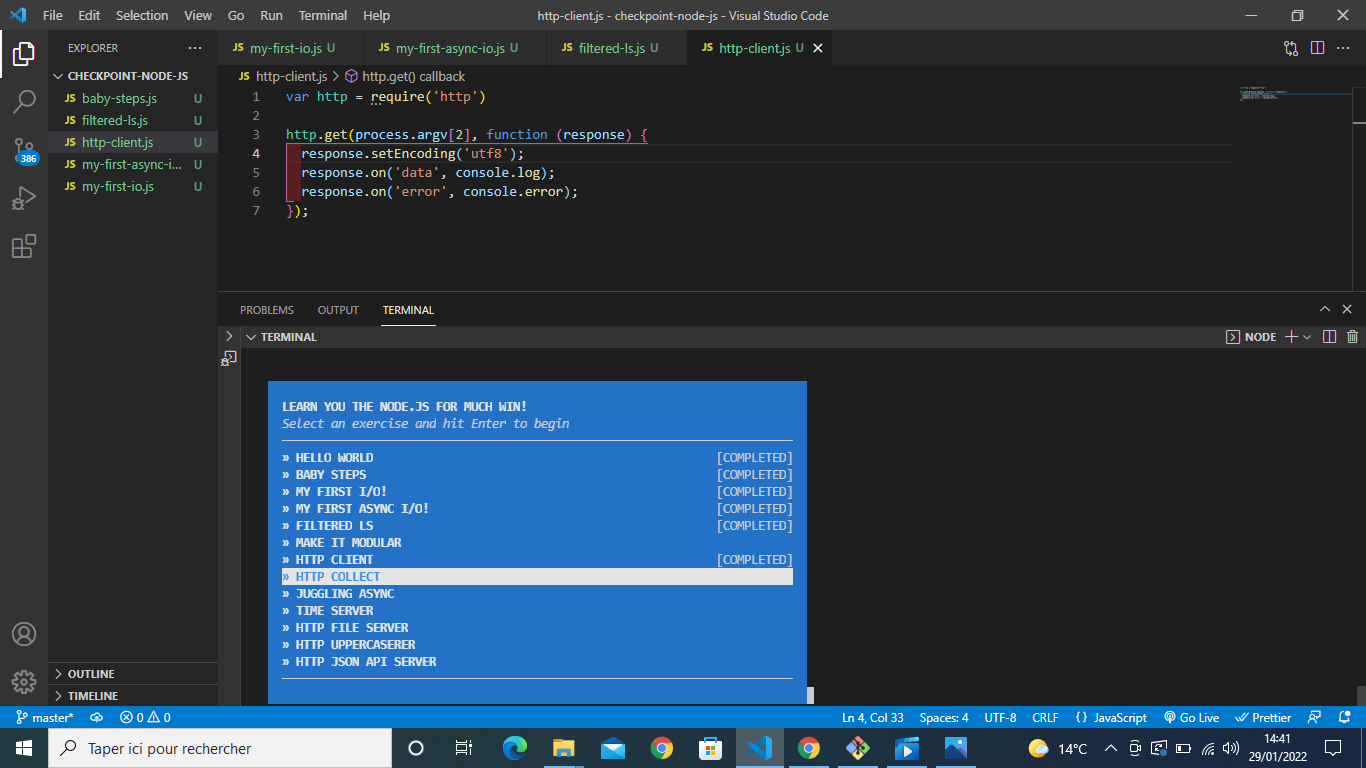 File Edit Selection View Go Run Terminal Help
http-client.js - checkpoint-node-js - Visual Studio Code
EXPLORER
CHECKPOINT-NODE-JS
JS baby-steps.js U
JS filtered-ls.js U
JS http-client.js U
JS my-first-async-i... U
JS my-first-io.js U
386
OUTLINE
TIMELINE
JS my-first-io.js U
JS my-first-async-io.js U
JS filtered-ls.js U
JS http-client.js U
JS http-client.js > http.get() callback
1 var http = require('http')
2
3 http.get(process.argv[2], function (response) {
4 response.setEncoding('utf8');
5 response.on('data', console.log);
6 response.on('error', console.error);
7 });
PROBLEMS OUTPUT TERMINAL
TERMINAL
NODE
LEARN YOU THE NODE.JS FOR MUCH WIN!
Select an exercise and hit Enter to begin
» HELLO WORLD [COMPLETED]
» BABY STEPS [COMPLETED]
» MY FIRST I/O! [COMPLETED]
» MY FIRST ASYNC I/O! [COMPLETED]
» FILTERED LS [COMPLETED]
» MAKE IT MODULAR
» HTTP CLIENT [COMPLETED]
» HTTP COLLECT
» JUGGLING ASYNC
» TIME SERVER
» HTTP FILE SERVER
» HTTP UPPERCASERER
» HTTP JSON API SERVER
master* 0 0
Ln 4, Col 33 Spaces: 4 UTF-8 CRLF {} JavaScript Go Live Prettier
Taper ici pour rechercher
14°C
14:41
29/01/2022